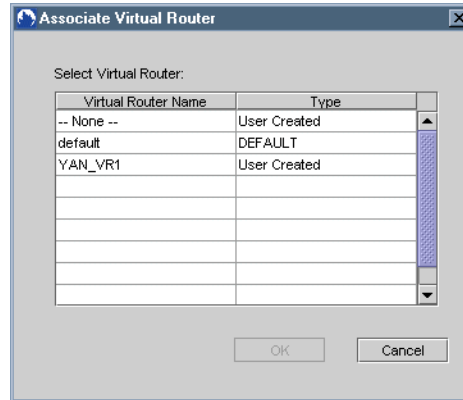 Associate Virtual Router
Select Virtual Router:
Virtual Router Name Type
-- None -- User Created
default DEFAULT
YAN_VR1 User Created
OK Cancel